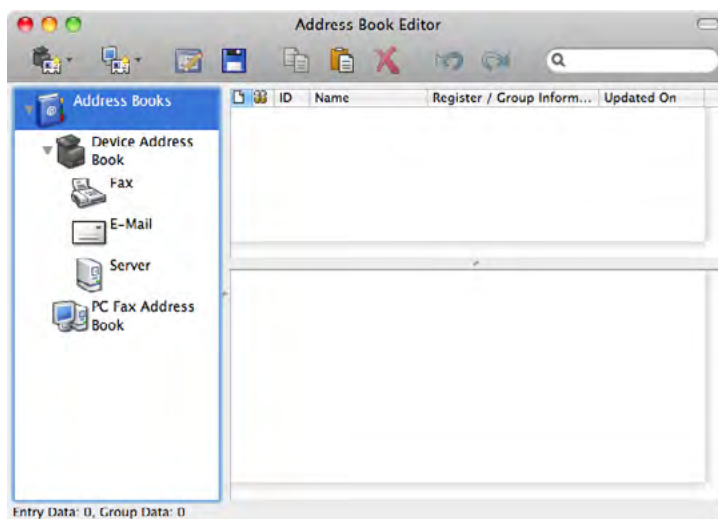 Address Book Editor
Address Books
Device Address
Book
Fax
E-Mail
Server
PC Fax Address
Book
ID Name Register / Group Inform... Updated On
Entry Data: 0, Group Data: 0